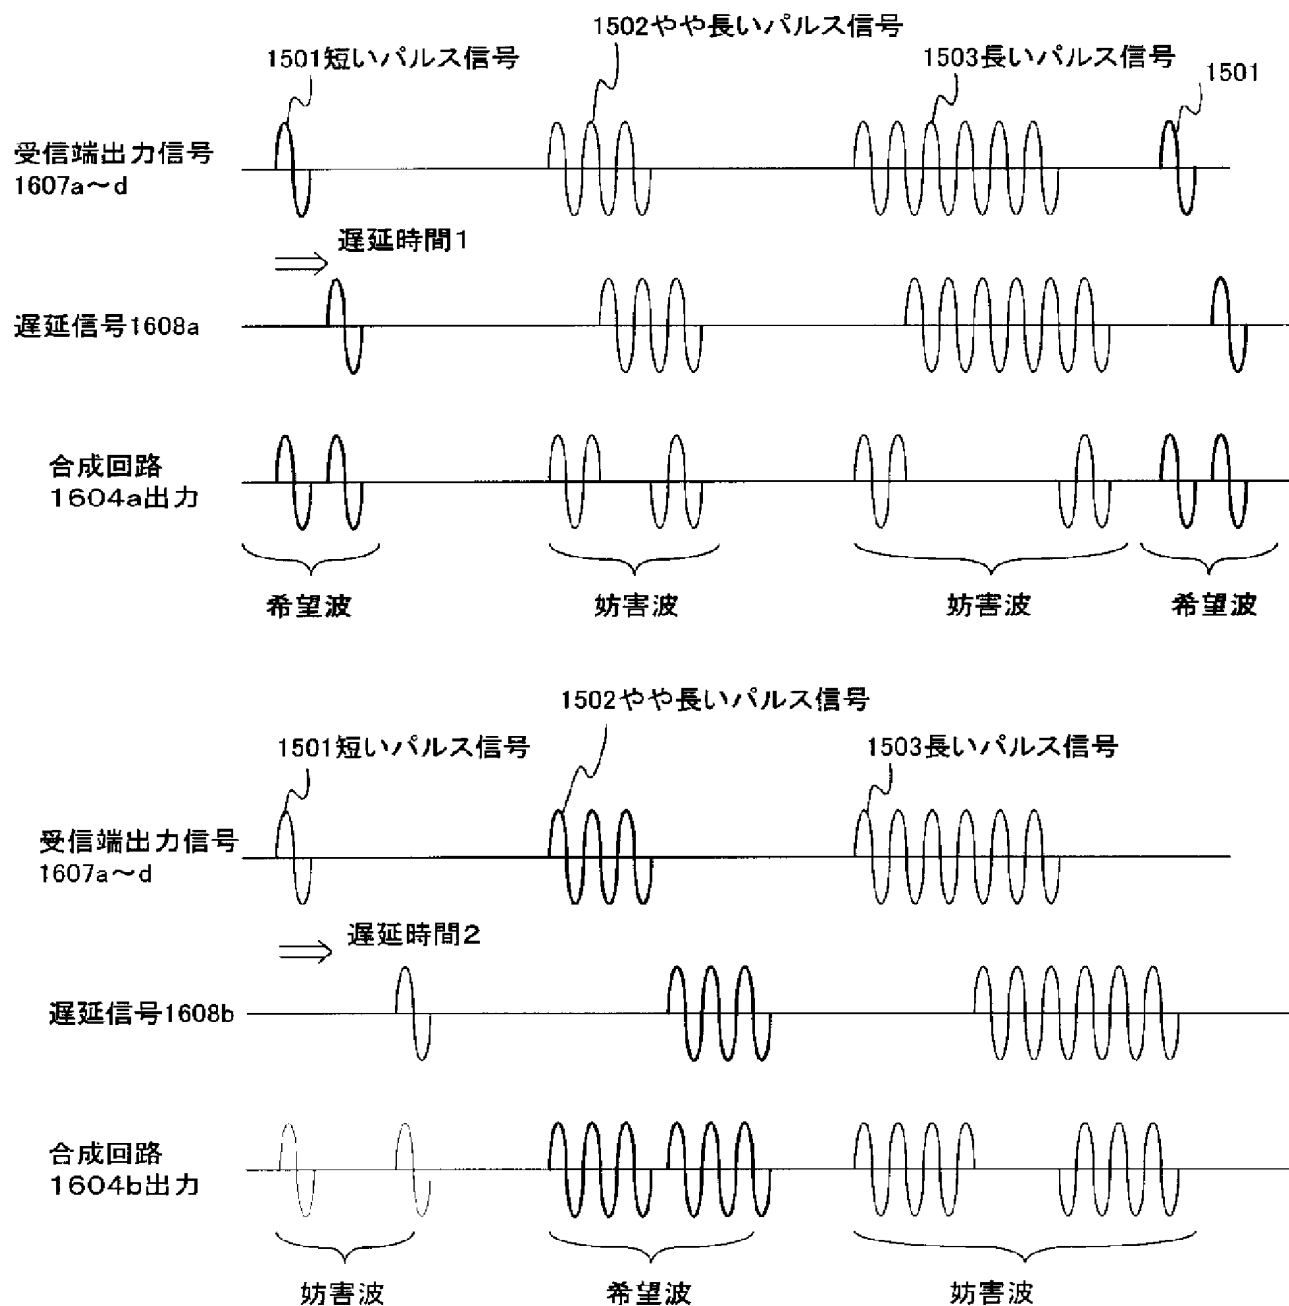 1502やや長いパルス信号
1501短いパルス信号
1503長いパルス信号
1501
受信端出力信号
1607a～d
遅延時間1
遅延信号1608a
合成回路
1604a出力
希望波
妨害波
妨害波
希望波
1502やや長いパルス信号
1501短いパルス信号
1503長いパルス信号
受信端出力信号
1607a～d
遅延時間2
遅延信号1608b
合成回路
1604b出力
妨害波
希望波
妨害波